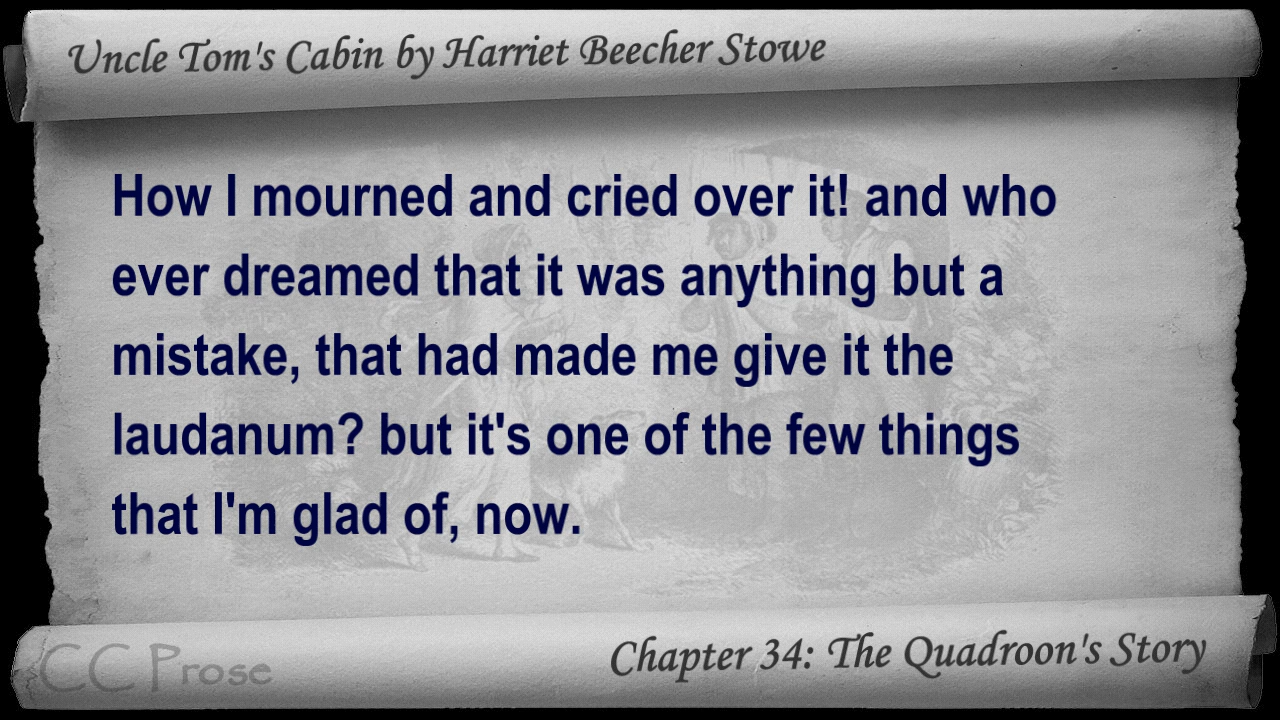 Uncle Tom's Cabin by Harriet Beecher Stowe
How I mourned and cried over it! and who
ever dreamed that it was anything but a
mistake, that had made me give it the
laudanum? but it's one of the few things
that I'm glad of, now.
CC Prose
Chapter 34: The Quadroon's Story